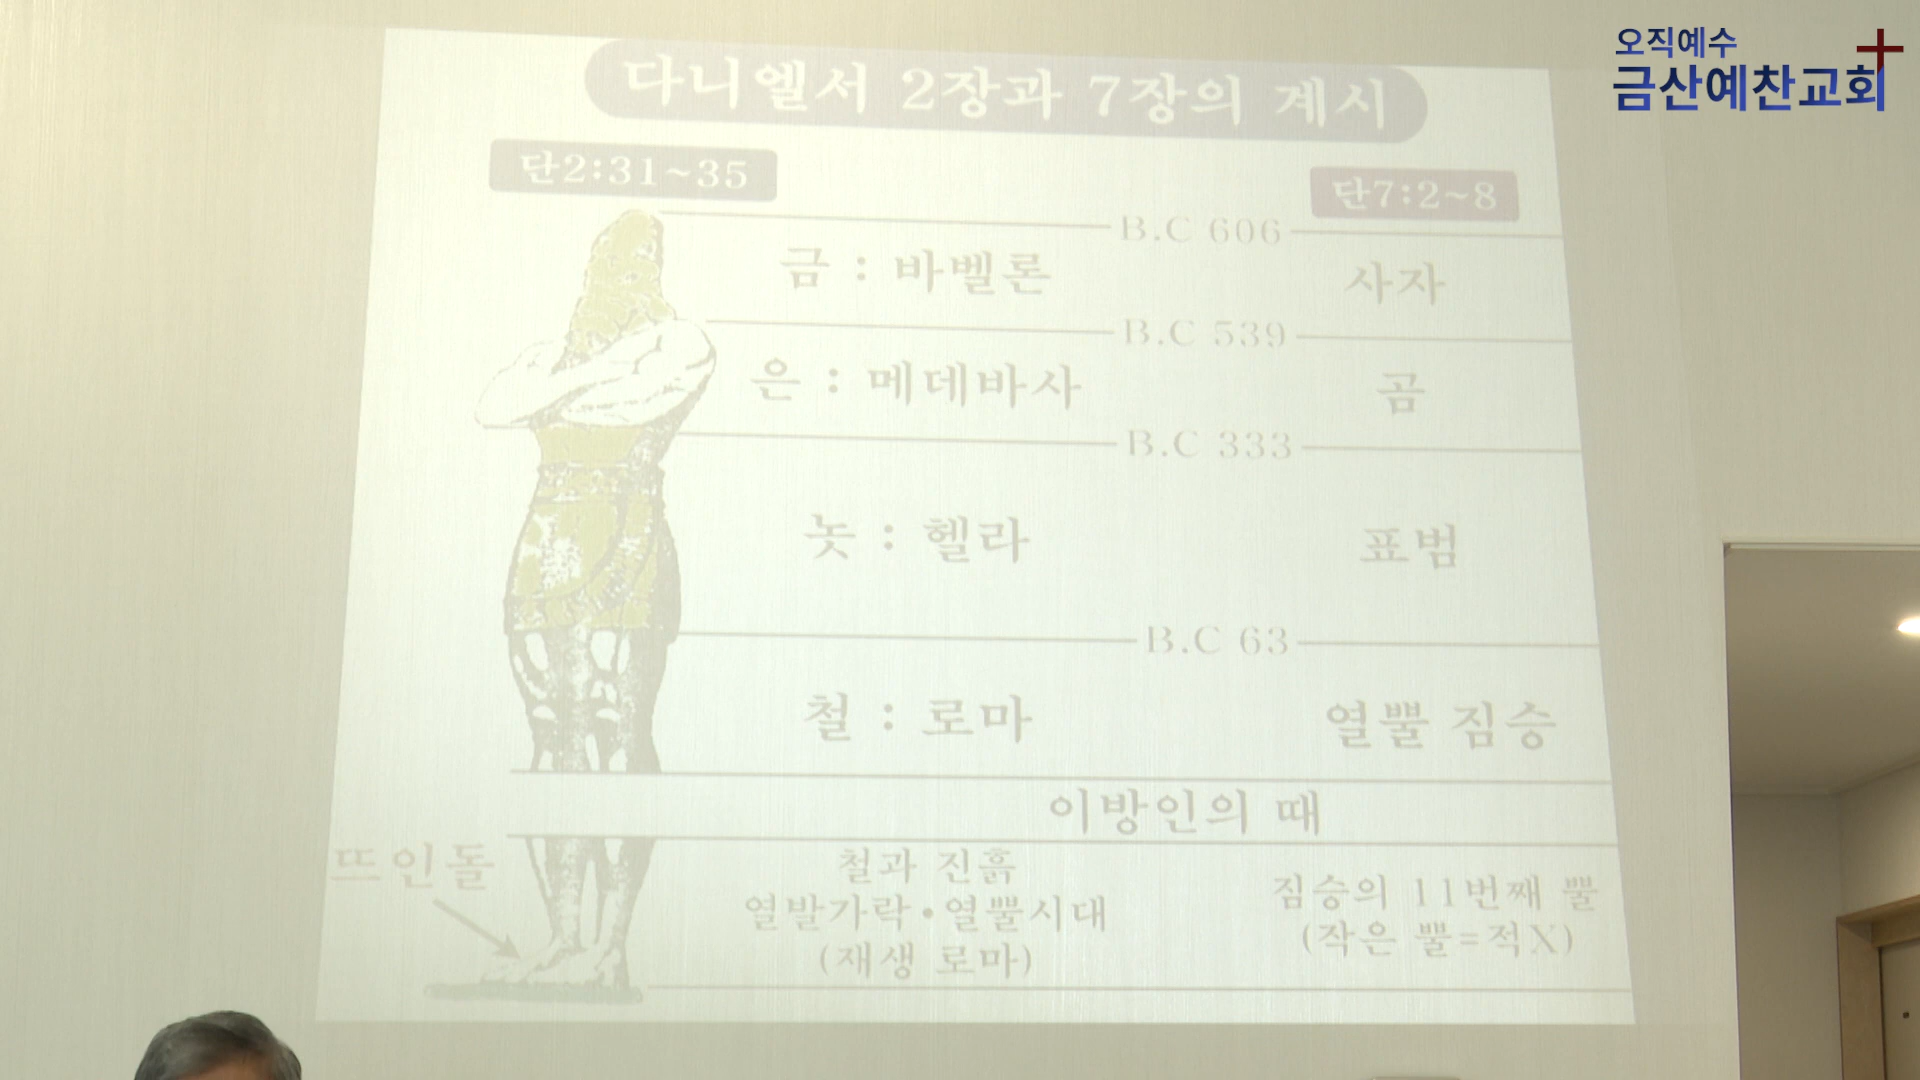 오직예수
금산예찬교회
다니엘서 2장과 7장의 계시
단2:31~35
단7:2~8
B.C 606
금 : 바벨론
사자
B.C 539
은 : 메데바사
곰
B.C 333
놋 : 헬라
표범
B.C 63
철 : 로마
열뿔 짐승
이방인의 때
뜨인돌
철과 진흙
열발가락•열뿔시대
(재생 로마)
짐승의 11번째 뿔
(작은 뿔=적X)